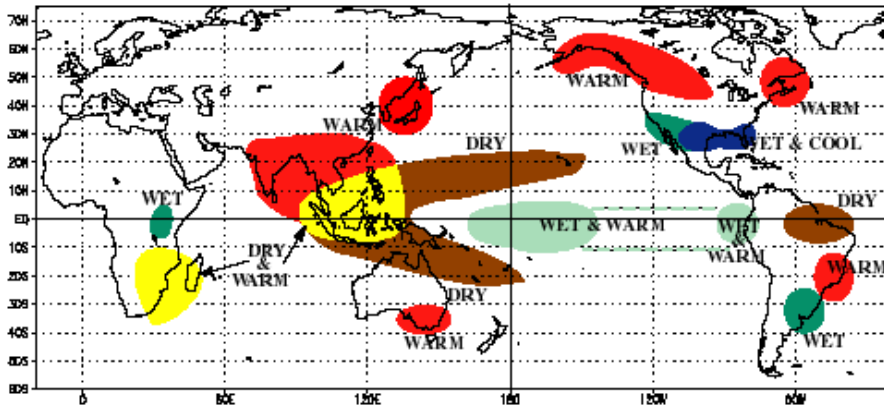 75N
60N
50N
40N
30N
20N
10N
EQ
10S
20S
30S
40S
50S
60S
WARM
WARM
WARM
DRY
WET
WET & COOL
WET
WET & WARM
WET
&
WARM
DRY
DRY
&
WARM
DRY
WARM
WARM
WET
0
60E
120E
180
120W
60W